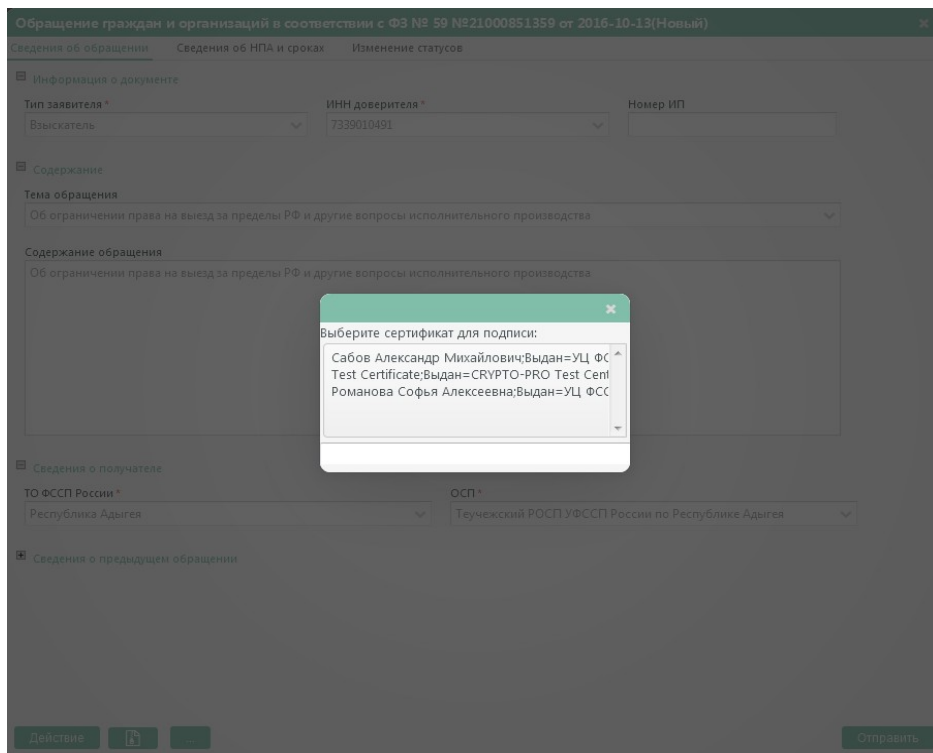 Обращение граждан и организаций в соответствии с ФЗ № 59 №21000851359 от 2016-10-13(Новый)
Сведения об обращении Сведения об НПА и сроках Изменение статусов
Информация о документе
Тип заявителя * ИНН доверителя * Номер ИП
Взыскатель 7339010491
Содержание
Тема обращения
Об ограничении права на выезд за пределы РФ и другие вопросы исполнительного производства
Содержание обращения
Об ограничении права на выезд за пределы РФ и другие вопросы исполнительного производства
Выберите сертификат для подписи:
Сабов Александр Михайлович;Выдан=УЦ ФС
Test Certificate;Выдан=CRYPTO-PRO Test Cent
Романова Софья Алексеевна;Выдан=УЦ ФСС
Сведения о получателе
ТО ФССП России * ОСП *
Республика Адыгея Теучежский РОСП УФССП России по Республике Адыгея
Сведения о предыдущем обращении
Действие ... Отправить